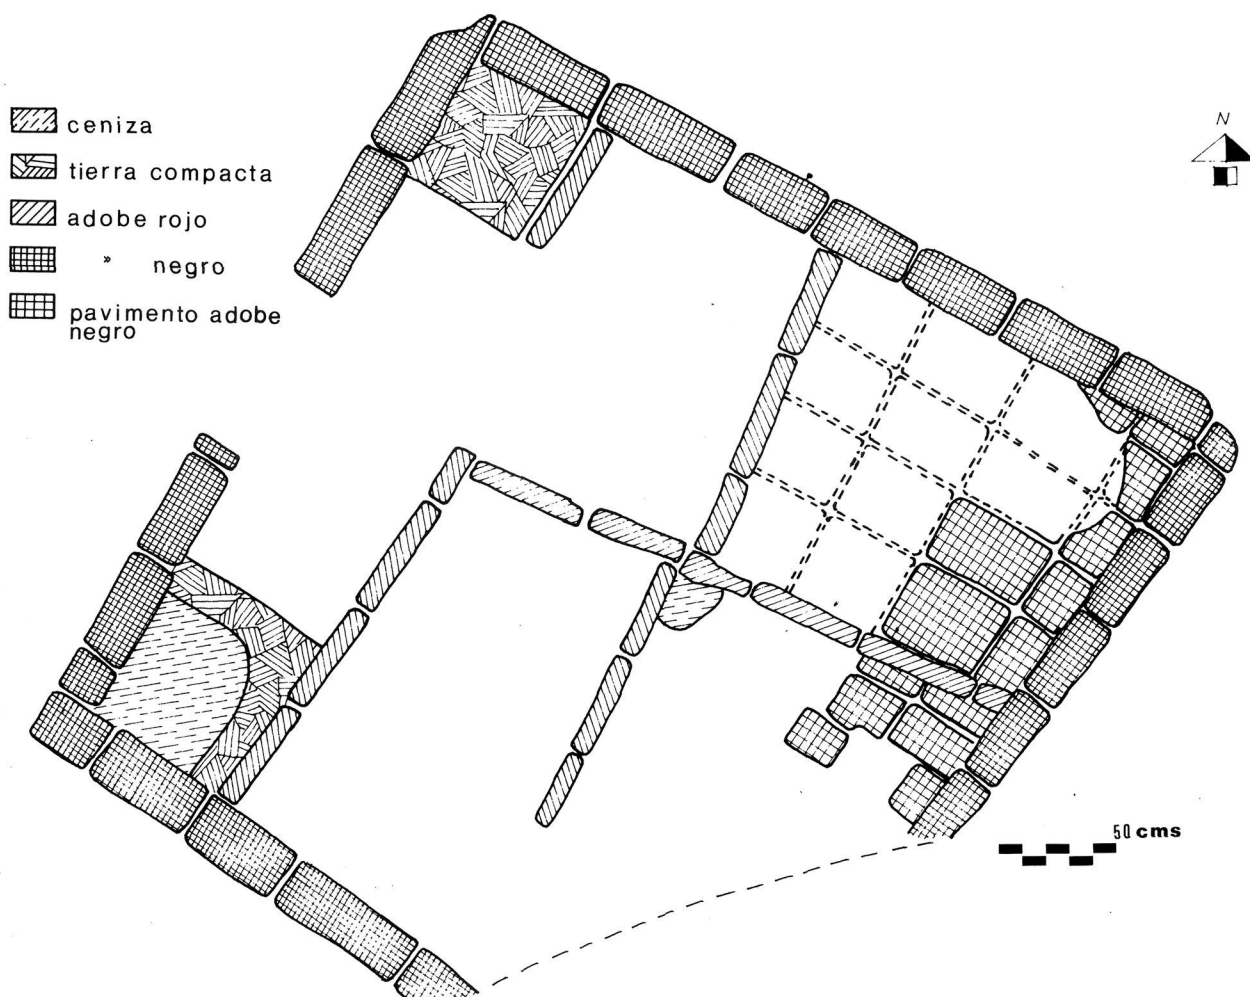 N
ceniza
tierra compacta
adobe rojo
» negro
pavimento adobe
negro
50 cms